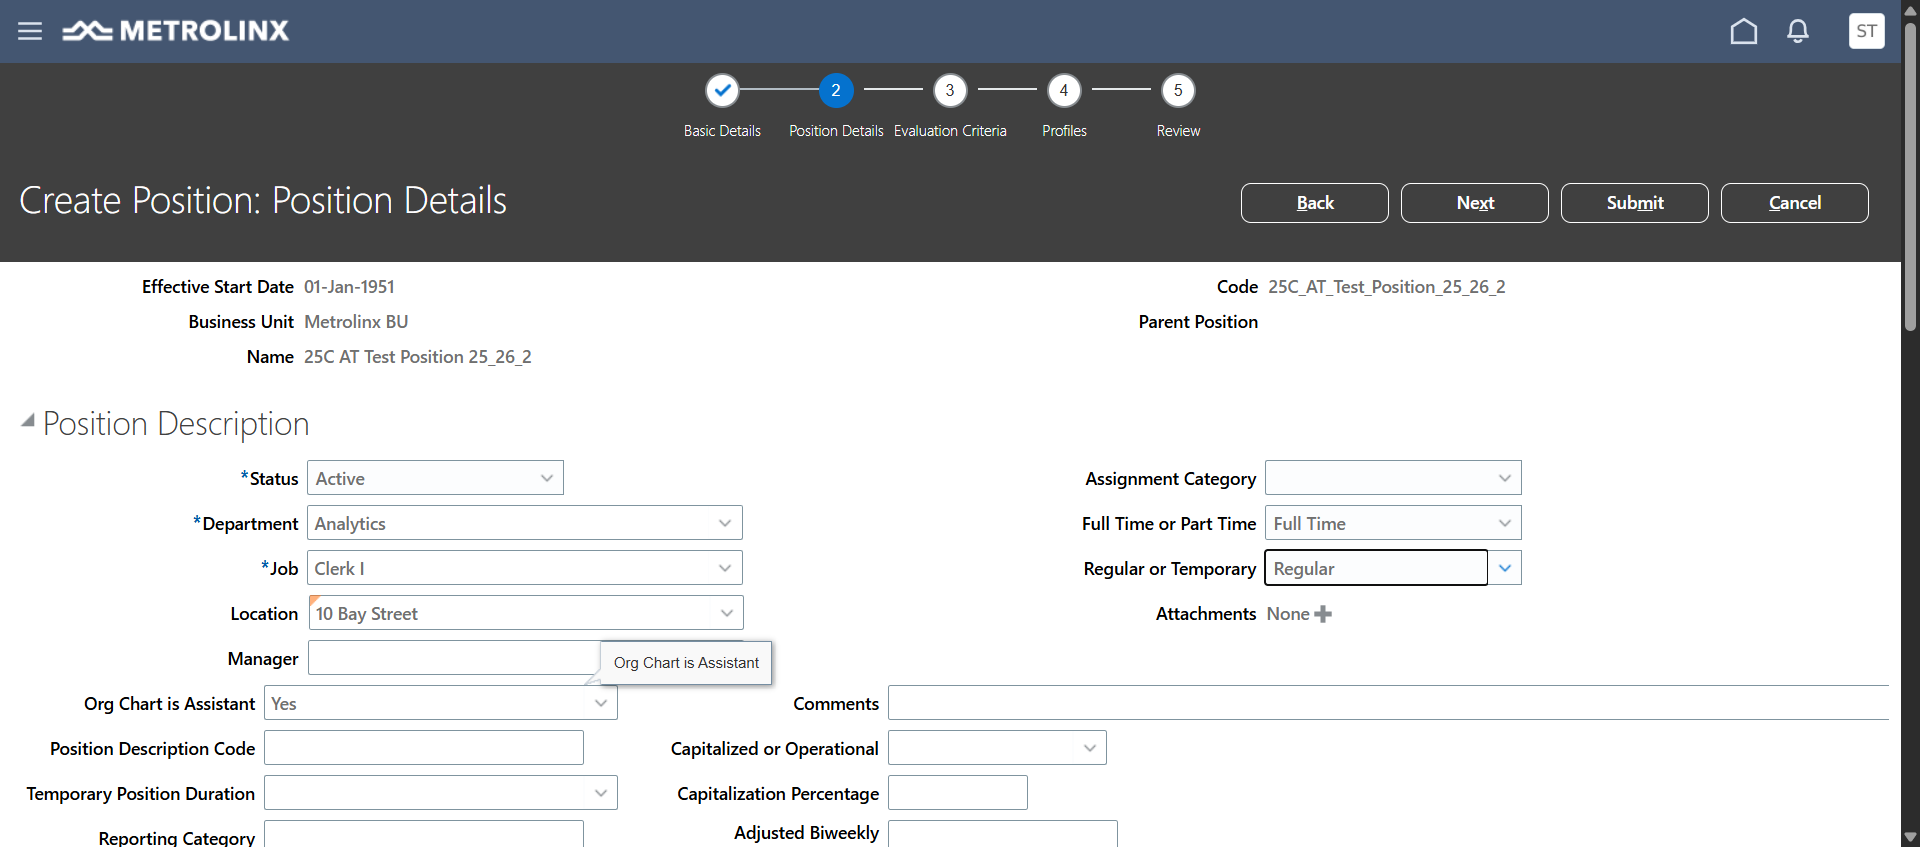 METROLINX
ST
2 3 4 5
Basic Details Position Details Evaluation Criteria Profiles Review
Create Position: Position Details
Back Next Submit Cancel
Effective Start Date 01-Jan-1951 Code 25C_AT_Test_Position_25_26_2
Business Unit Metrolinx BU Parent Position
Name 25C AT Test Position 25_26_2
Position Description
*Status Active Assignment Category
*Department Analytics Full Time or Part Time Full Time
*Job Clerk I Regular or Temporary Regular
Location 10 Bay Street Attachments None
Manager
Org Chart is Assistant
Org Chart is Assistant Yes Comments
Position Description Code Capitalized or Operational
Temporary Position Duration Capitalization Percentage
Reporting Category Adjusted Biweekly